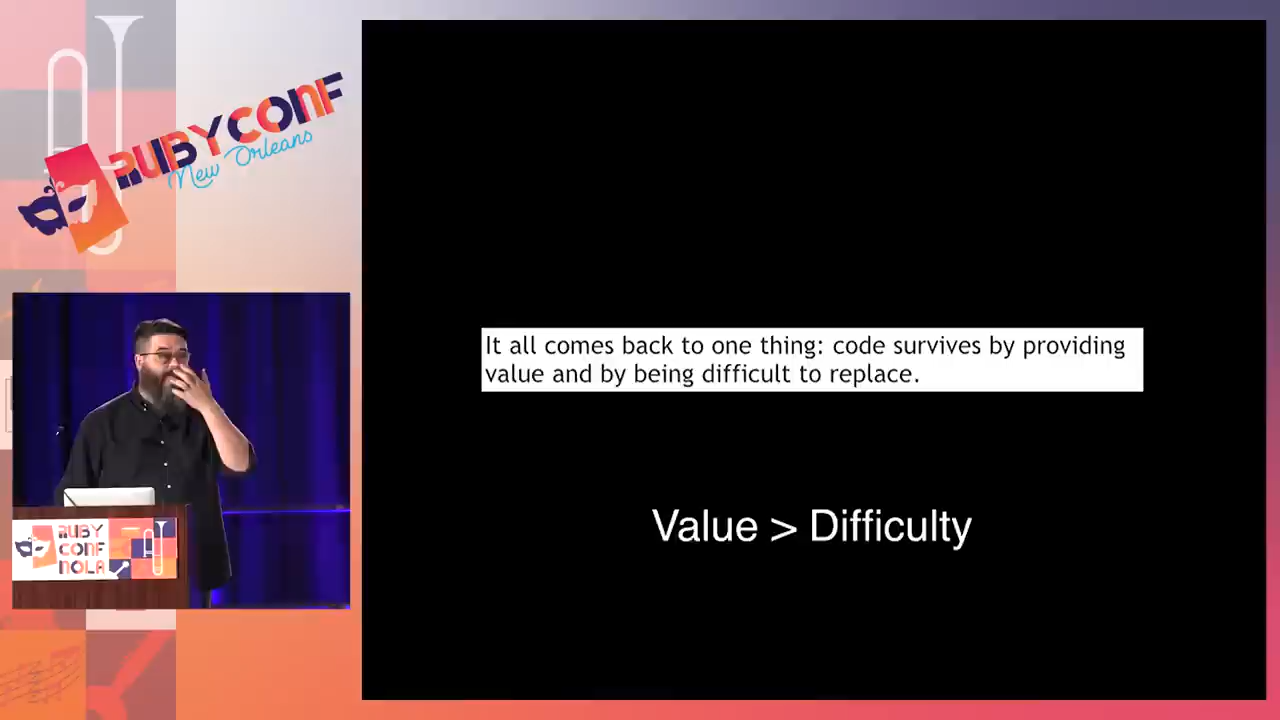 RUBYCONF
New Orleans
It all comes back to one thing: code survives by providing
value and by being difficult to replace.
Value > Difficulty
RUBY
CONF
NOLA